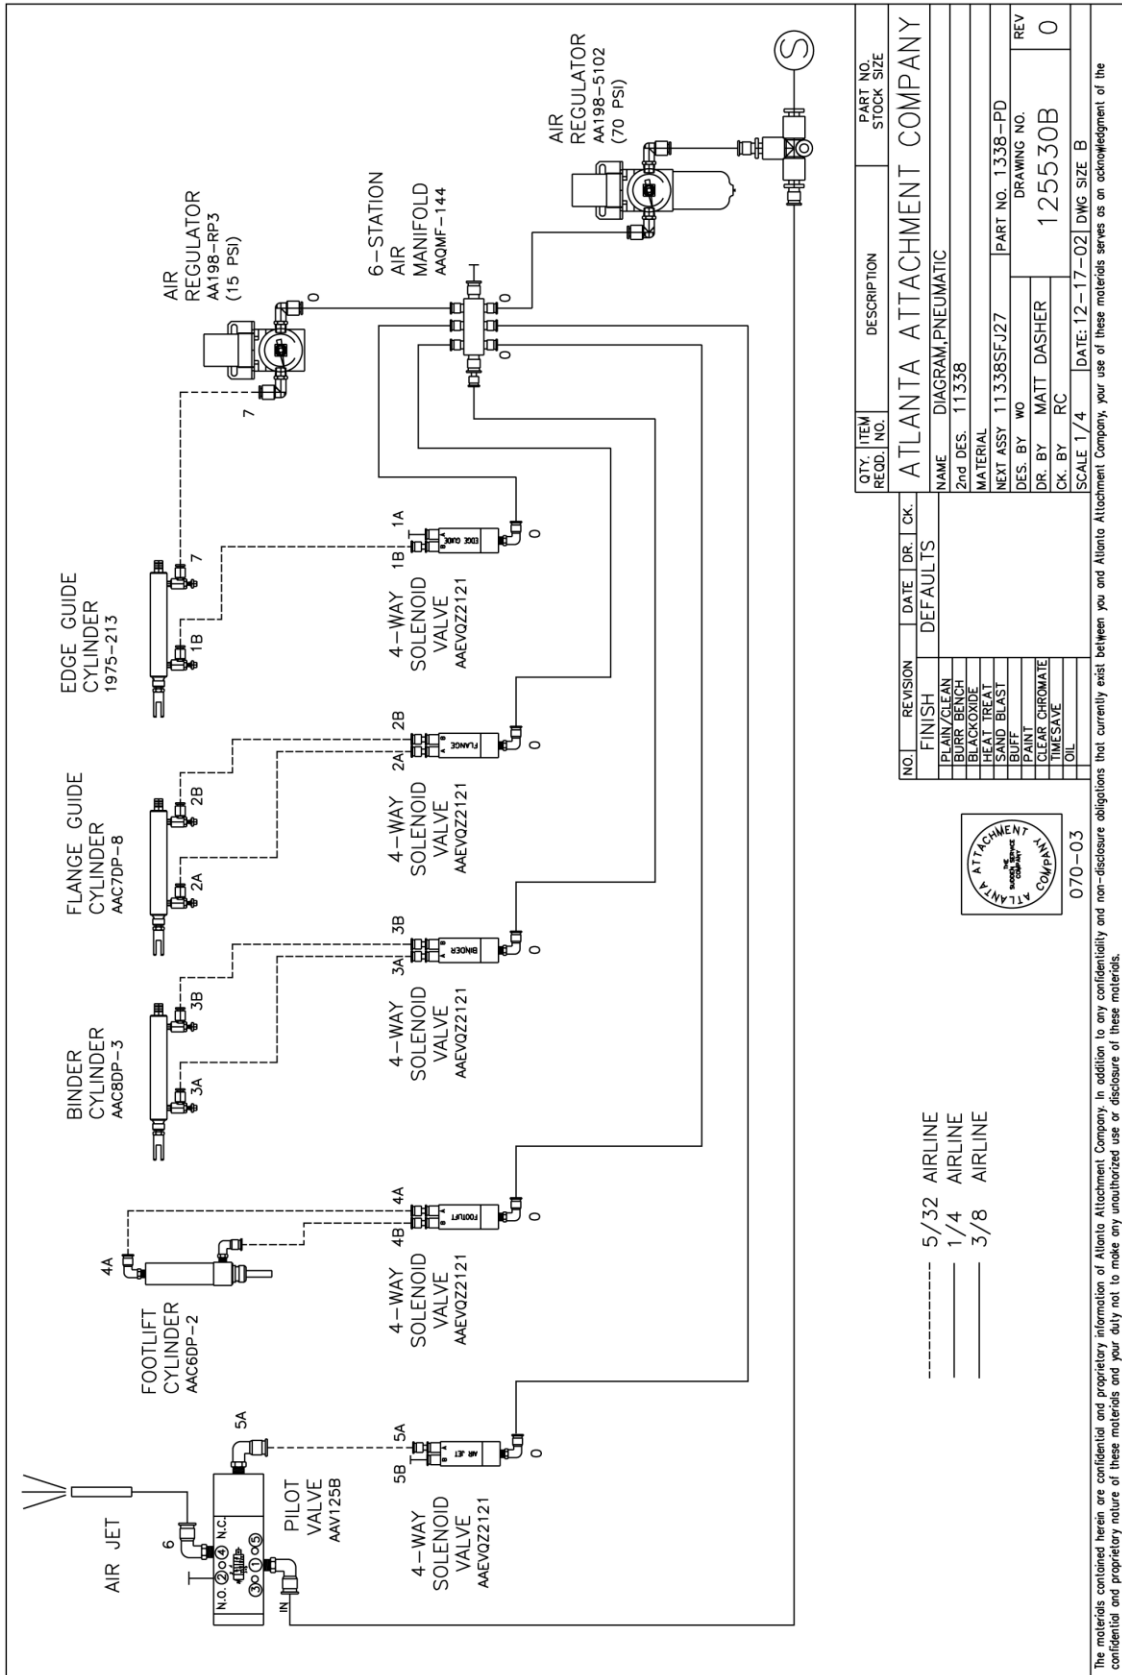 AIR JET
6
5A
N.O.
N.C.
2
4
3
1
5
IN
PILOT
VALVE
AAV125B
5A
5B
A
B
AIR JET
0
4-WAY
SOLENOID
VALVE
AAEVQZ2121
FOOTLIFT
CYLINDER
AAC6DP-2
4A
4A
4B
A
B
FOOTLIFT
0
4-WAY
SOLENOID
VALVE
AAEVQZ2121
BINDER
CYLINDER
AAC8DP-3
3A
3B
3A
3B
A
B
BINDER
0
4-WAY
SOLENOID
VALVE
AAEVQZ2121
FLANGE GUIDE
CYLINDER
AAC7DP-8
2A
2B
2A
2B
A
B
FLANGE
0
4-WAY
SOLENOID
VALVE
AAEVQZ2121
EDGE GUIDE
CYLINDER
1975-213
1B
7
1B
1A
B
A
EDGE GUIDE
0
4-WAY
SOLENOID
VALVE
AAEVQZ2121
AIR
REGULATOR
AA198-RP3
(15 PSI)
7
0
6-STATION
AIR
MANIFOLD
AAQMF-144
0
0
AIR
REGULATOR
AA198-5102
(70 PSI)
S
5/32 AIRLINE
1/4 AIRLINE
3/8 AIRLINE
ATLANTA ATTACHMENT COMPANY
THE
SUDDEN SERVICE
COMPANY
070-03
NO. REVISION DATE DR. CK.
FINISH DEFAULTS
PLAIN/CLEAN
BURR BENCH
BLACKOXIDE
HEAT TREAT
SAND BLAST
BUFF
PAINT
CLEAR CHROMATE
TIMESAVE
OIL
QTY. REQD. ITEM NO. DESCRIPTION PART NO. STOCK SIZE
ATLANTA ATTACHMENT COMPANY
NAME DIAGRAM,PNEUMATIC
2nd DES. 11338
MATERIAL
NEXT ASSY 11338SFJ27 PART NO. 1338-PD
DES. BY WO DRAWING NO. REV
DR. BY MATT DASHER 125530B 0
CK. BY RC
SCALE 1/4 DATE: 12-17-02 DWG SIZE B
The materials contained herein are confidential and proprietary information of Atlanta Attachment Company. In addition to any confidentiality and non-disclosure obligations that currently exist between you and Atlanta Attachment Company, your use of these materials serves as an acknowledgment of the
confidential and proprietary nature of these materials and your duty not to make any unauthorized use or disclosure of these materials.